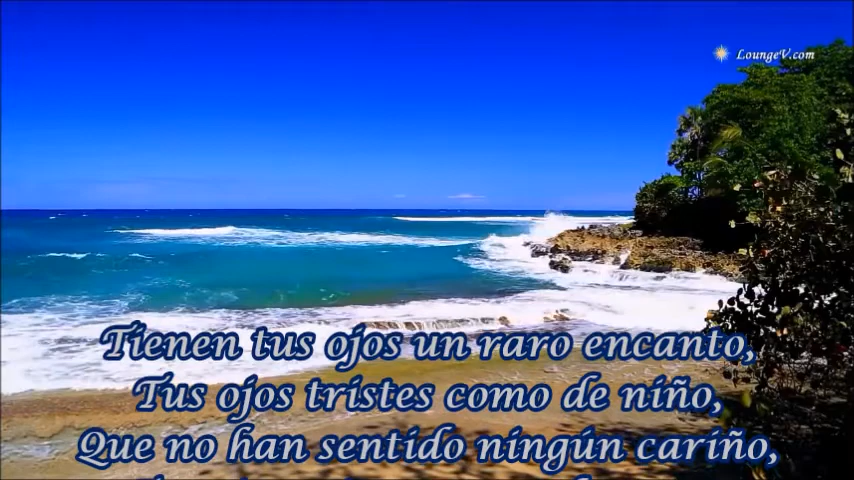 LoungeV.com
Tienen tus ojos un raro encanto,
Tus ojos tristes como de niño,
Que no han sentido ningún cariño,